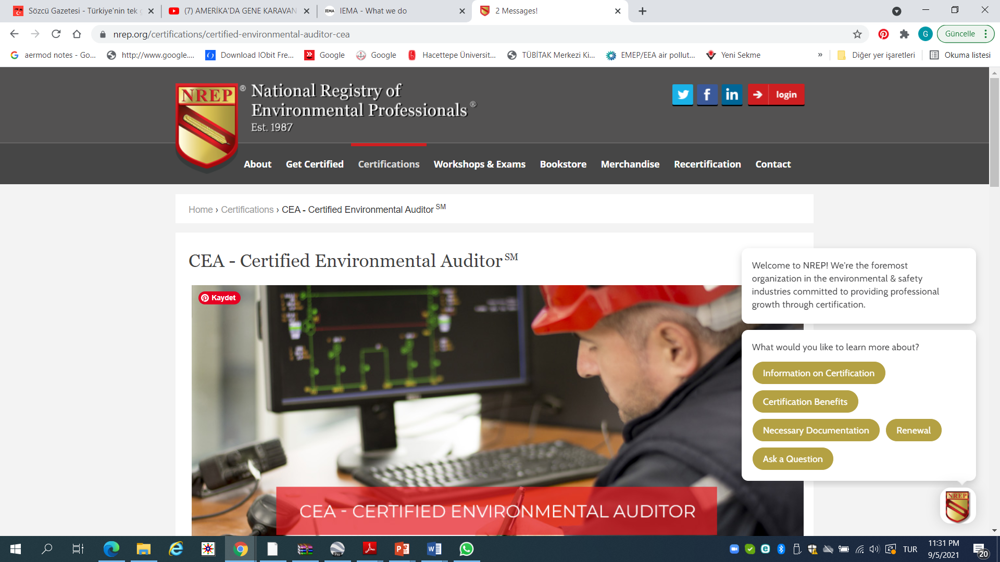 Sözcü Gazetesi - Türkiye'nin tek g
(7) AMERİKA'DA GENE KARAVAN
IEMA
IEMA - What we do
2 Messages!
nrep.org/certifications/certified-environmental-auditor-cea
G
Güncelle
aermod notes - Go...
http://www.google....
Download IObit Fre...
Google
Google
Hacettepe Üniversit...
TÜBİTAK Merkezi Ki...
EMEP/EEA air pollut...
Yeni Sekme
»
Diğer yer işaretleri
Okuma listesi
NREP ®
National Registry of
Environmental Professionals ®
Est. 1987
login
About
Get Certified
Certifications
Workshops & Exams
Bookstore
Merchandise
Recertification
Contact
Home › Certifications › CEA - Certified Environmental Auditor SM
CEA - Certified Environmental Auditor SM
Kaydet
CEA - CERTIFIED ENVIRONMENTAL AUDITOR
Welcome to NREP! We're the foremost
organization in the environmental & safety
industries committed to providing professional
growth through certification.
What would you like to learn more about?
Information on Certification
Certification Benefits
Necessary Documentation
Renewal
Ask a Question
NREP
Pro
TUR
11:31 PM
9/5/2021
20